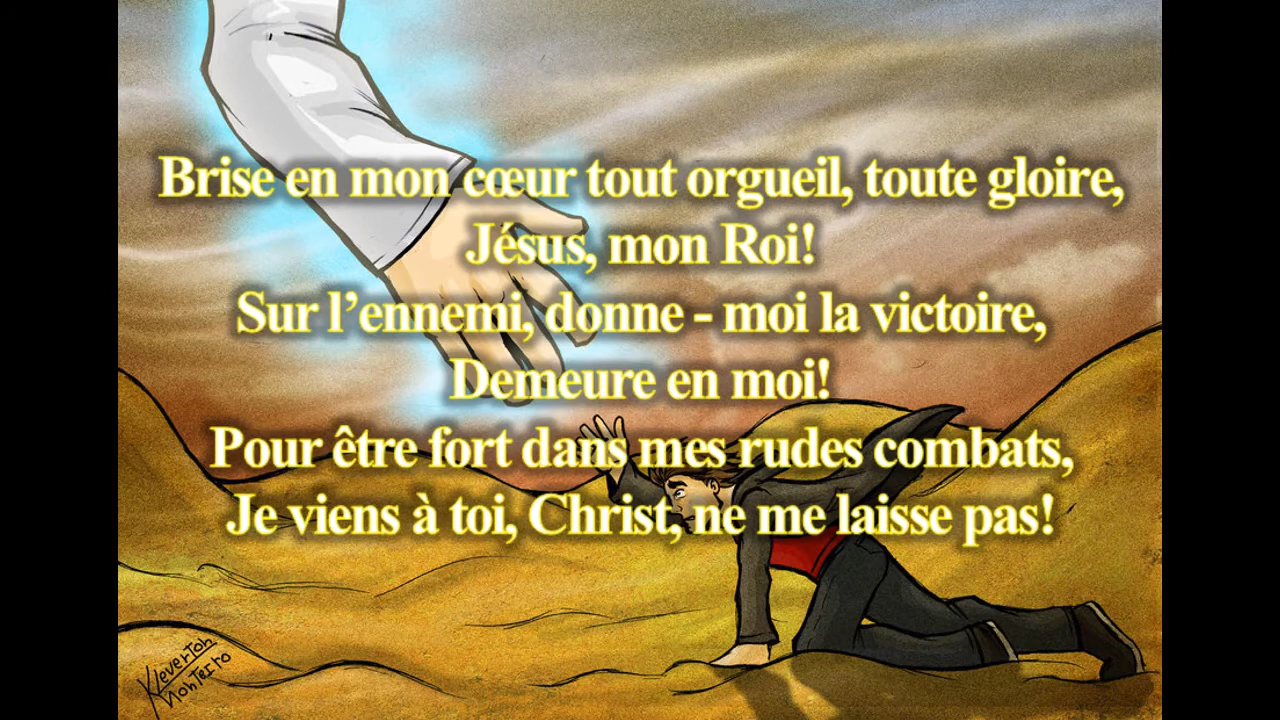 Brise en mon cœur tout orgueil, toute gloire,
Jésus, mon Roi!
Sur l’ennemi, donne - moi la victoire,
Demeure en moi!
Pour être fort dans mes rudes combats,
Je viens à toi, Christ, ne me laisse pas!
Kleverton
Monteiro